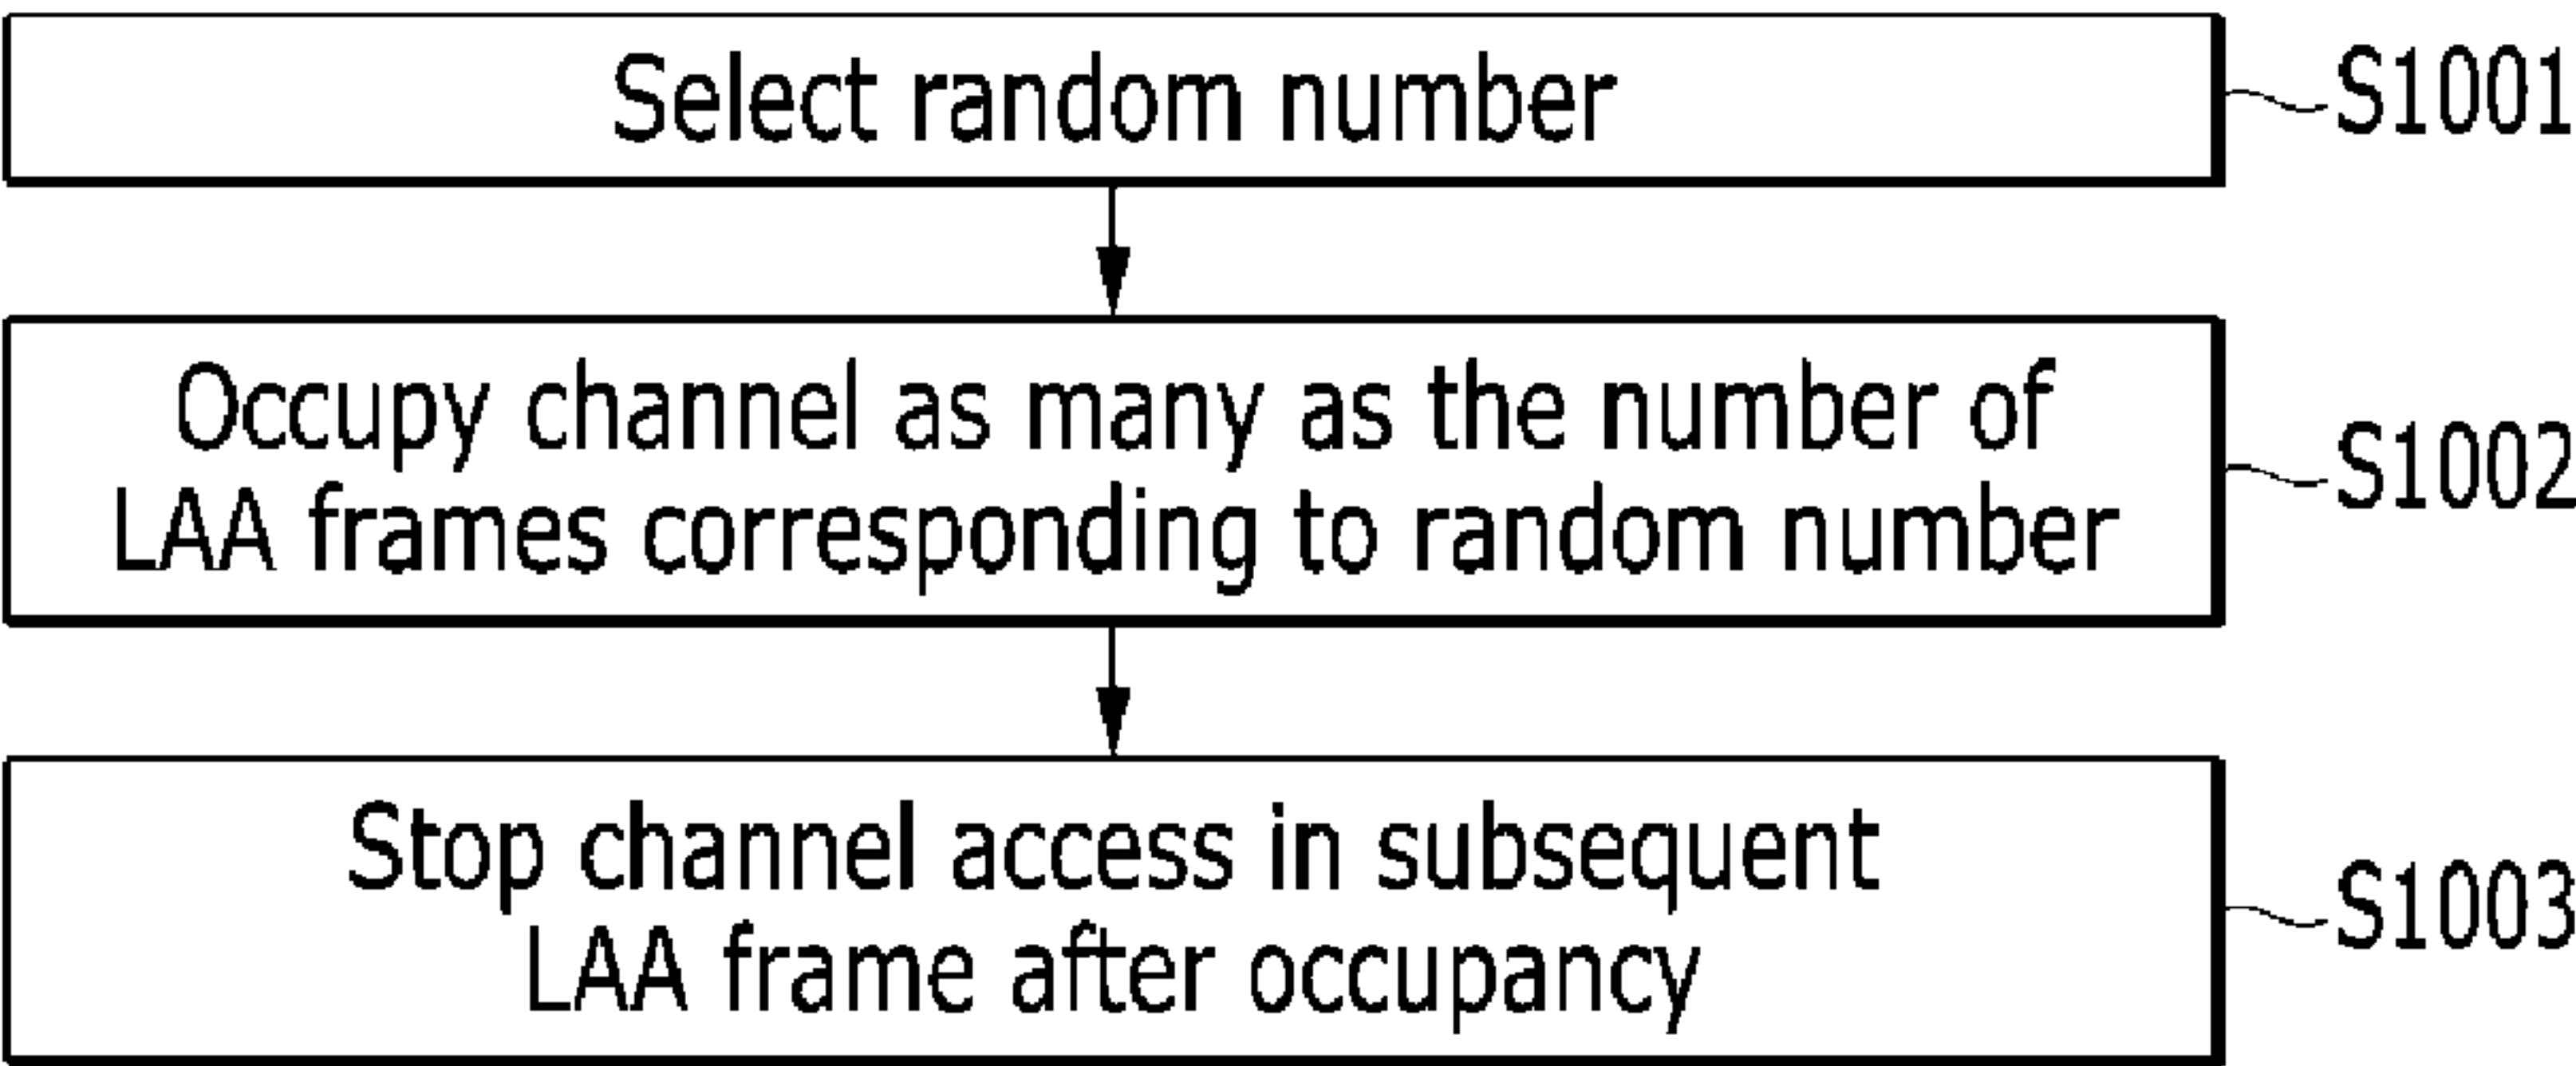 Select random number
S1001
Occupy channel as many as the number of
LAA frames corresponding to random number
S1002
Stop channel access in subsequent
LAA frame after occupancy
S1003